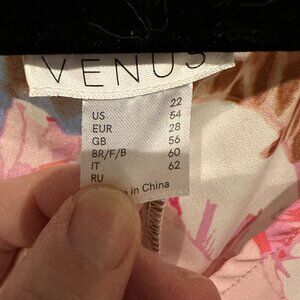 VENUS
US 22
EUR 54
GB 28
BR/F/B 56
IT 60
RU 62
in China